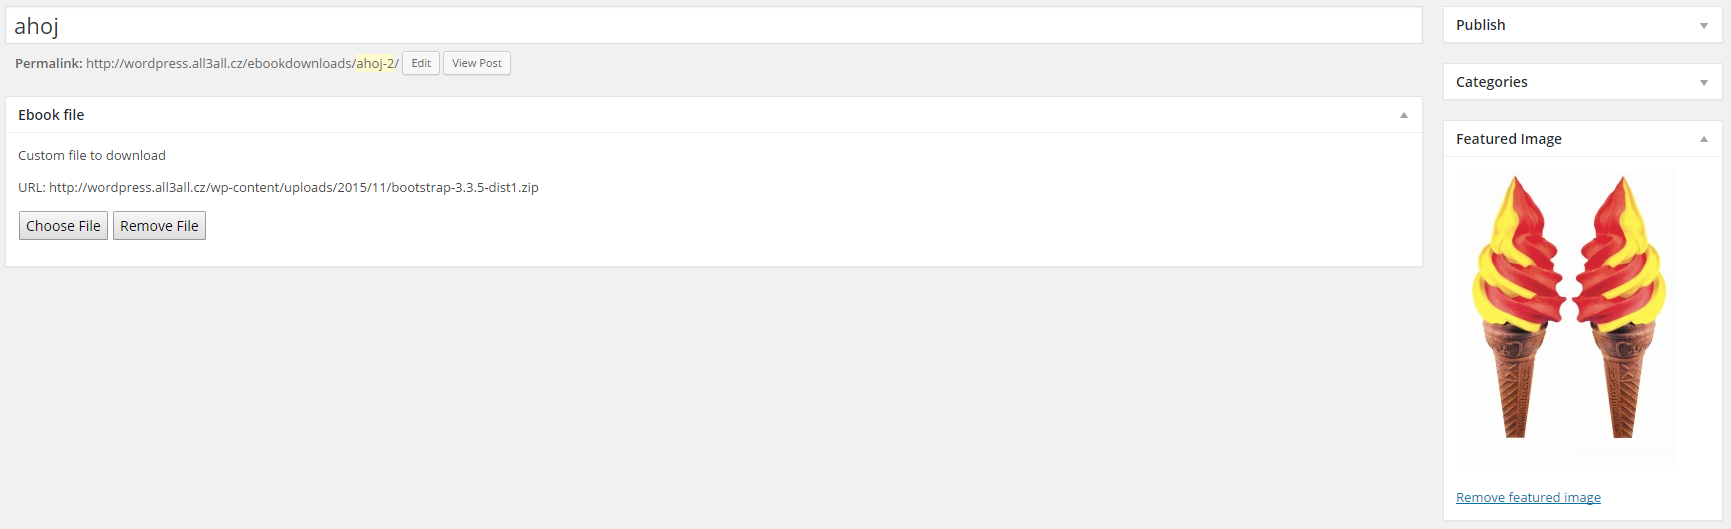 ahoj
Permalink: http://wordpress.all3all.cz/ebookdownloads/ahoj-2/ Edit View Post
Ebook file
Custom file to download
URL: http://wordpress.all3all.cz/wp-content/uploads/2015/11/bootstrap-3.3.5-dist1.zip
Choose File Remove File
Publish
Categories
Featured Image
Remove featured image